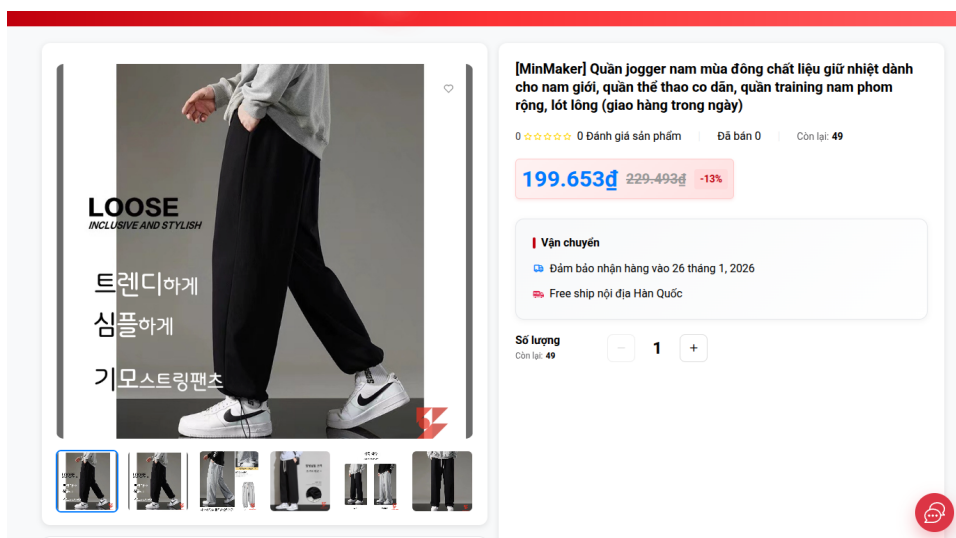 LOOSE
INCLUSIVE AND STYLISH
트렌디하게
심플하게
기모스트링팬츠
[MinMaker] Quần jogger nam mùa đông chất liệu giữ nhiệt dành
cho nam giới, quần thể thao co dãn, quần training nam phom
rộng, lót lông (giao hàng trong ngày)
0 0 Đánh giá sản phẩm Đã bán 0 Còn lại: 49
199.653₫ 229.493₫ -13%
Vận chuyển
Đảm bảo nhận hàng vào 26 tháng 1, 2026
Free ship nội địa Hàn Quốc
Số lượng
Còn lại: 49
1